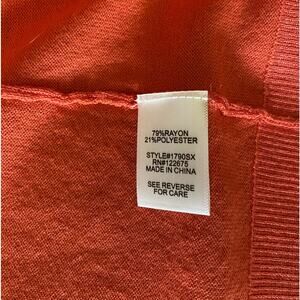 79%RAYON
21%POLYESTER
STYLE#1790SX
RN#122675
MADE IN CHINA
SEE REVERSE
FOR CARE